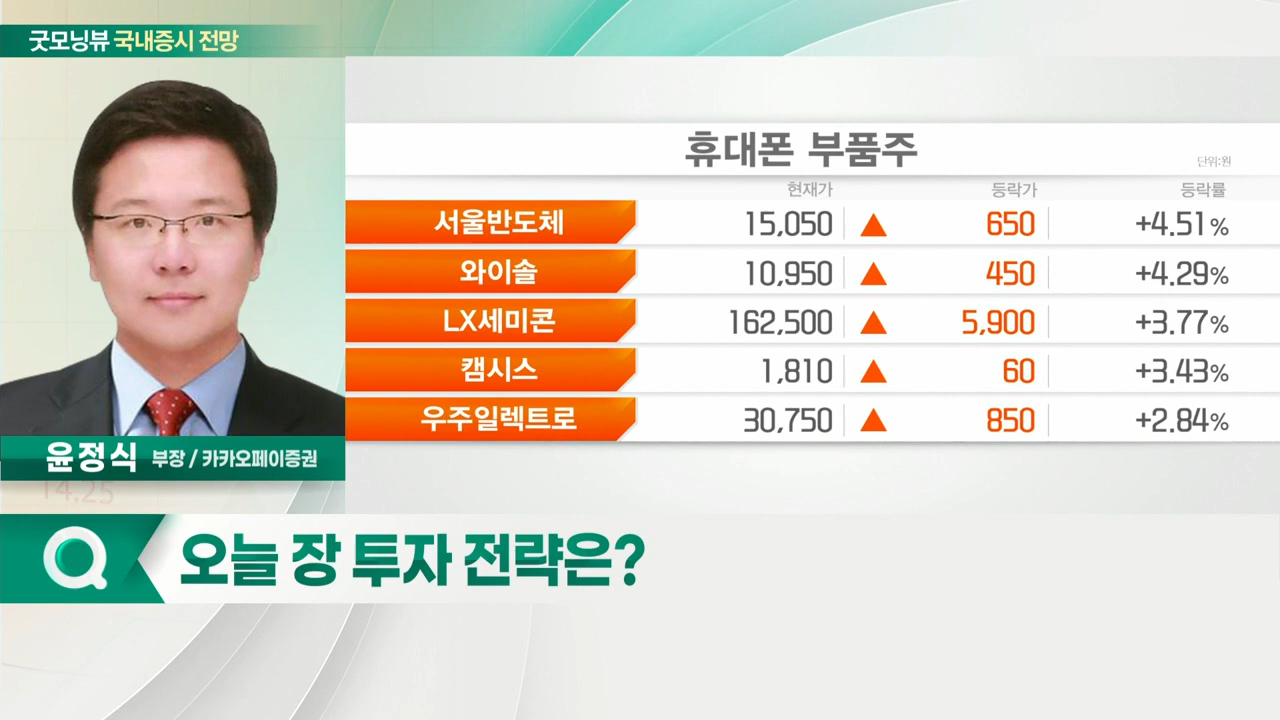 굿모닝뷰 국내증시 전망
휴대폰 부품주
단위:원
현재가 등락가 등락률
서울반도체 15,050 ▲ 650 +4.51%
와이솔 10,950 ▲ 450 +4.29%
LX세미콘 162,500 ▲ 5,900 +3.77%
캠시스 1,810 ▲ 60 +3.43%
우주일렉트로 30,750 ▲ 850 +2.84%
윤정식 부장 / 카카오페이증권
14.25
Q 오늘 장 투자 전략은?